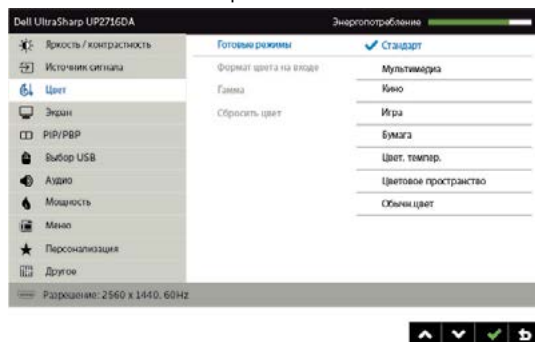 Dell UltraSharp UP2716DA
Энергопотребление
Яркость / контрастность
Готовые режимы
Стандарт
Источник сигнала
Формат цвета на входе
Мультимедиа
Цвет
Гамма
Кино
Экран
Сбросить цвет
Игра
PIP/PBP
Бумага
Выбор USB
Цвет. темпер.
Аудио
Цветовое пространство
Мощность
Обычн.цвет
Меню
Персонализация
Другое
Разрешение: 2560 x 1440, 60Hz